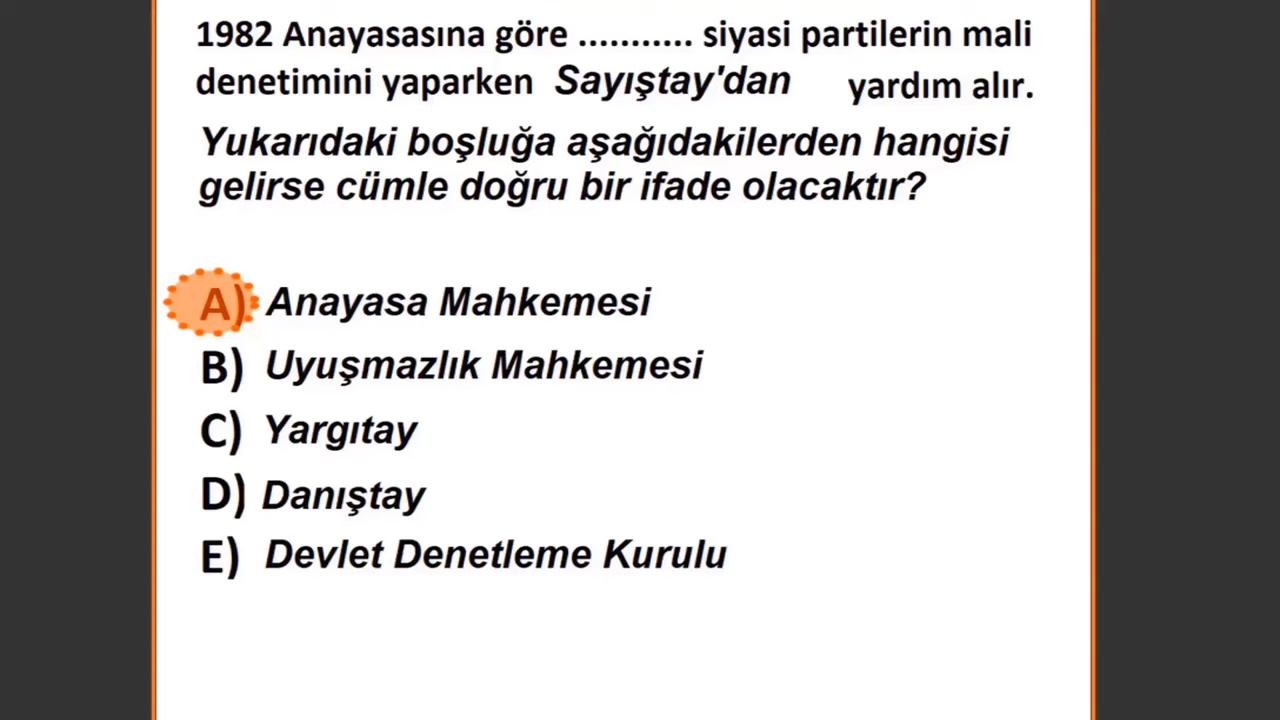 1982 Anayasasına göre ........... siyasi partilerin mali
denetimini yaparken Sayıştay'dan yardım alır.
Yukarıdaki boşluğa aşağıdakilerden hangisi
gelirse cümle doğru bir ifade olacaktır?
A) Anayasa Mahkemesi
B) Uyuşmazlık Mahkemesi
C) Yargıtay
D) Danıştay
E) Devlet Denetleme Kurulu